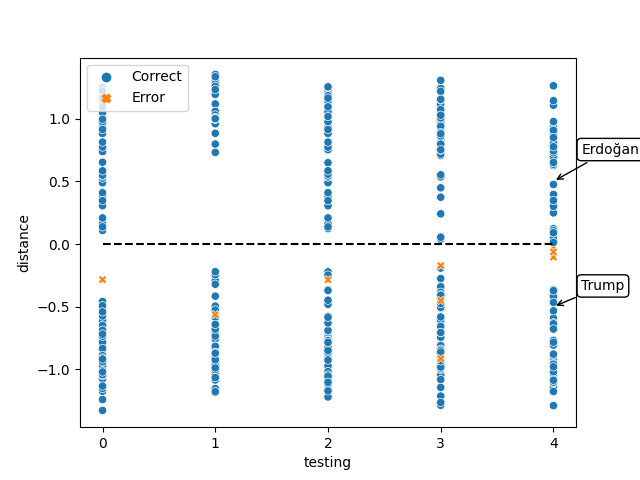 Correct
Error
1.0
0.5
0.0
−0.5
−1.0
distance
Erdoğan
Trump
0 1 2 3 4
testing